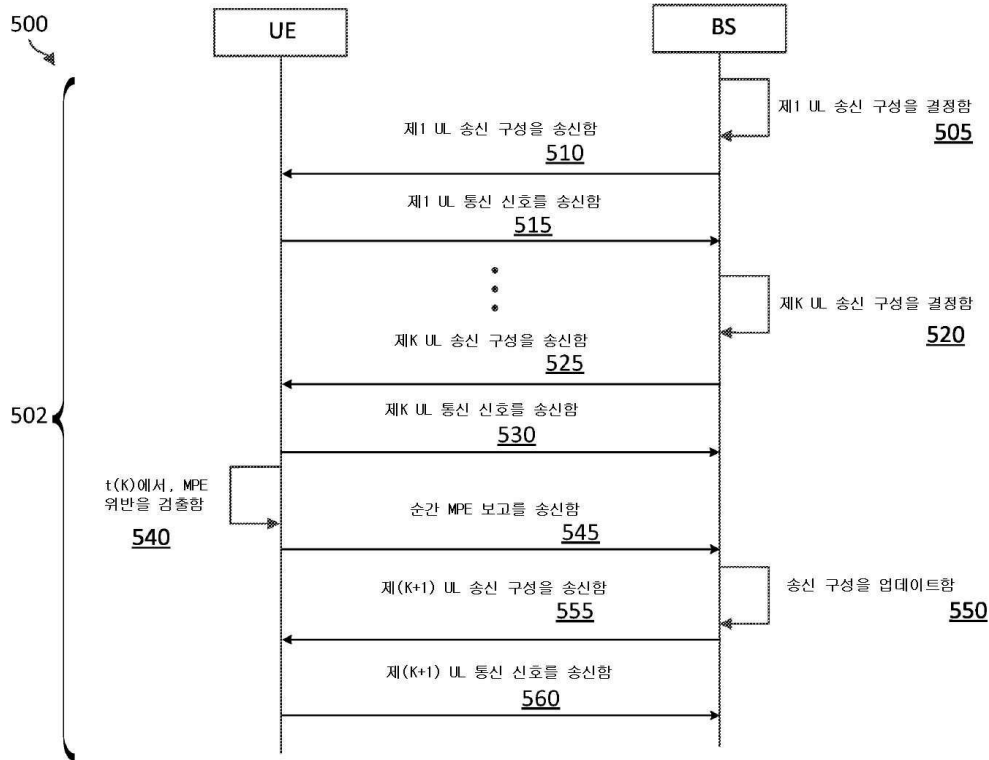 500
UE
BS
제1 UL 송신 구성을 결정함
505
제1 UL 송신 구성을 송신함
510
제1 UL 통신 신호를 송신함
515
제K UL 송신 구성을 결정함
520
제K UL 송신 구성을 송신함
525
502
제K UL 통신 신호를 송신함
530
t(K)에서, MPE
위반을 검출함
540
순간 MPE 보고를 송신함
545
송신 구성을 업데이트함
550
제(K+1) UL 송신 구성을 송신함
555
제(K+1) UL 통신 신호를 송신함
560